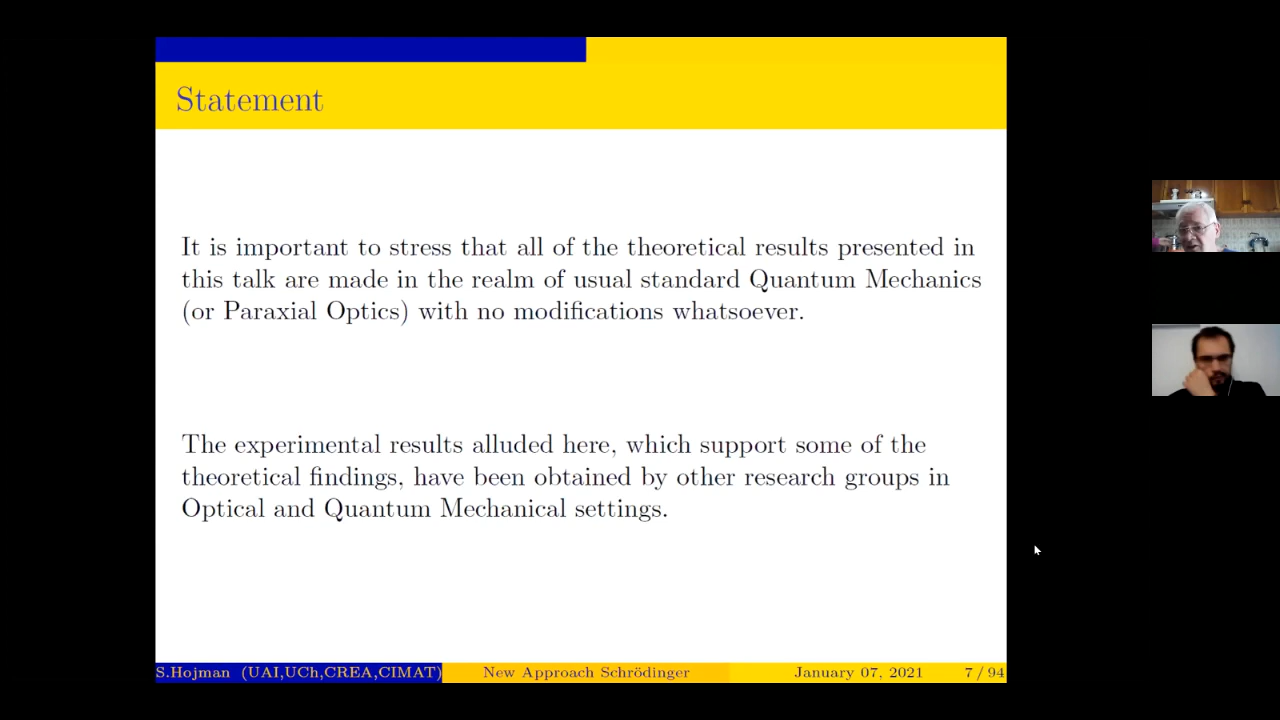 Statement
It is important to stress that all of the theoretical results presented in
this talk are made in the realm of usual standard Quantum Mechanics
(or Paraxial Optics) with no modifications whatsoever.
The experimental results alluded here, which support some of the
theoretical findings, have been obtained by other research groups in
Optical and Quantum Mechanical settings.
S.Hojman (UAI,UCh,CREA,CIMAT) New Approach Schrödinger January 07, 2021 7 / 94